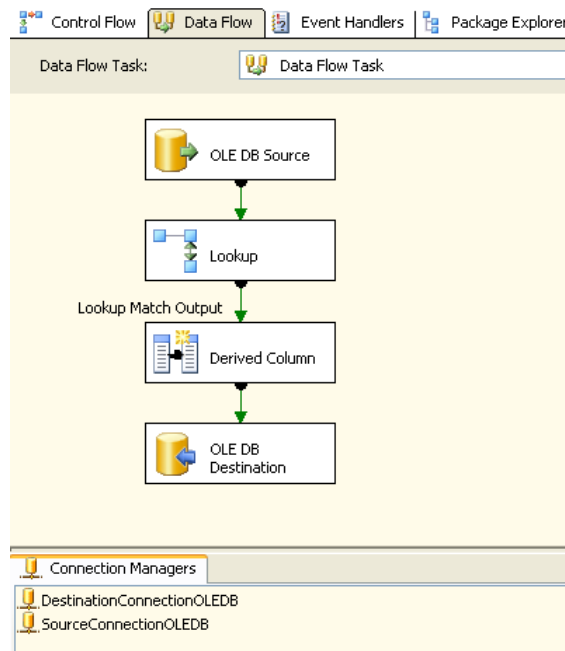 Control Flow Data Flow Event Handlers Package Explorer
Data Flow Task: Data Flow Task
OLE DB Source
Lookup
Lookup Match Output
Derived Column
OLE DB
Destination
Connection Managers
DestinationConnectionOLEDB
SourceConnectionOLEDB